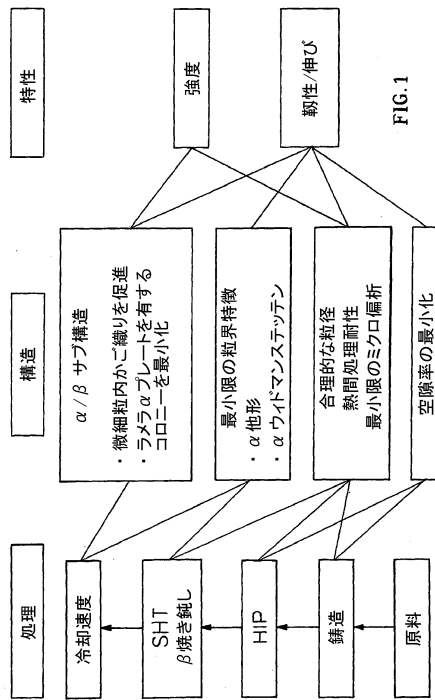 処理
構造
特性
冷却速度
SHT
β焼き鈍し
HIP
鋳造
原料
α/β サブ構造
・微細粒内かご織りを促進
・ラメラαプレートを有する
コロニーを最小化
最小限の粒界特徴
・α他形
・αウィドマンステッテン
合理的な粒径
熱間処理耐性
最小限のミクロ偏析
空隙率の最小化
強度
靱性/伸び
FIG.1